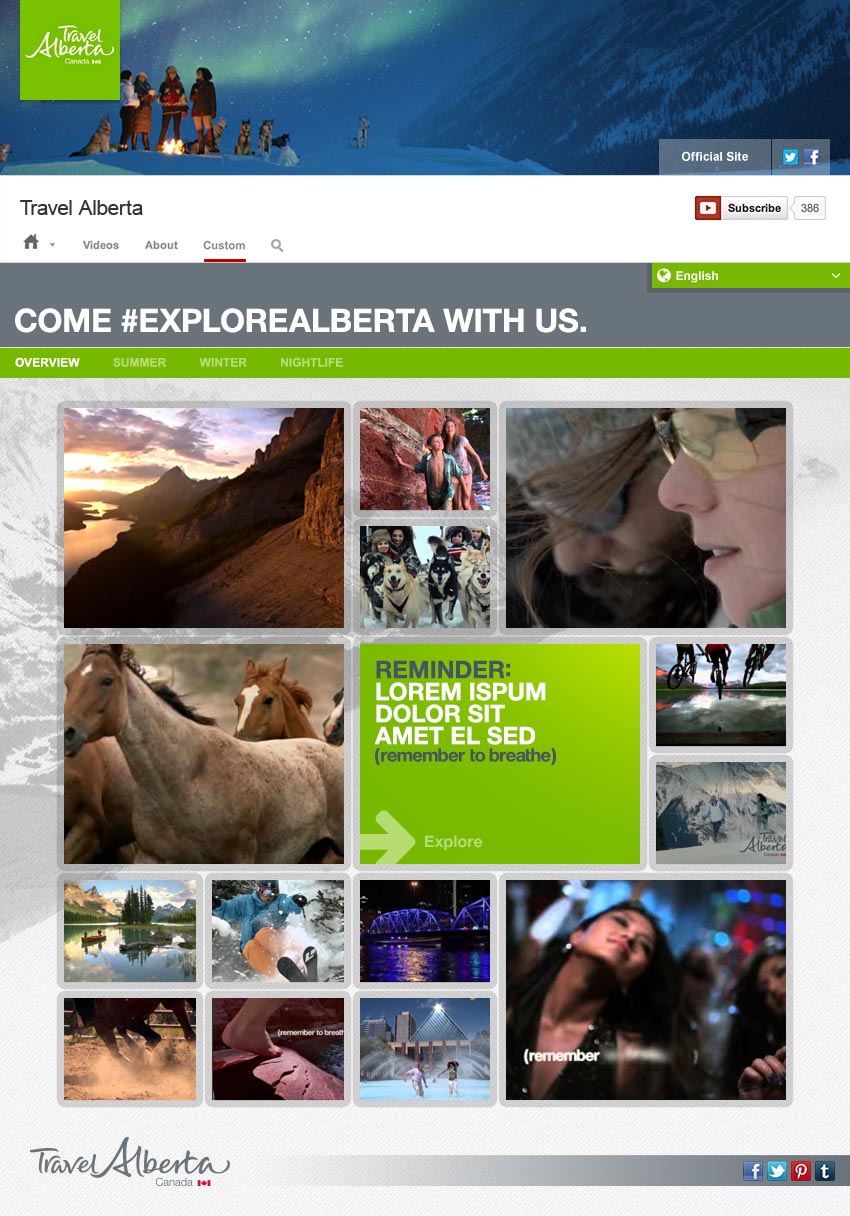 Travel
Alberta
Canada
Official Site
Travel Alberta
Subscribe 386
Videos About Custom
English
COME #EXPLOREALBERTA WITH US.
OVERVIEW SUMMER WINTER NIGHTLIFE
REMINDER:
LOREM ISPUM
DOLOR SIT
AMET EL SED
(remember to breathe)
Explore
Travel
Alberta
Canada
(remember to breath
(remember )
Travel Alberta
Canada